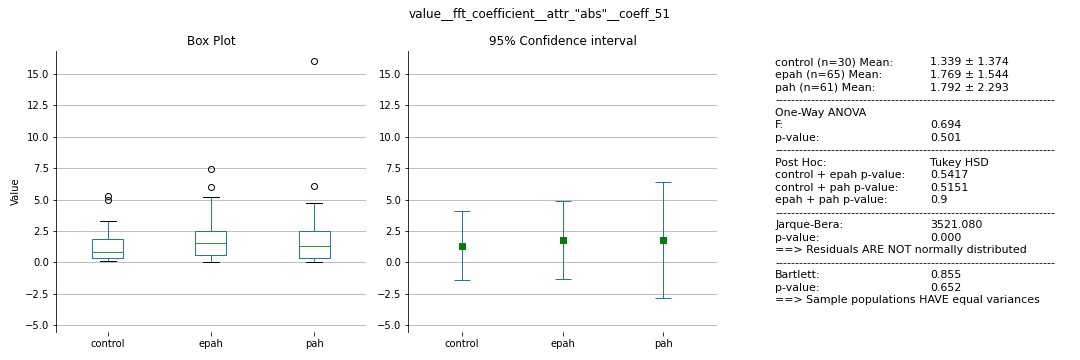 value__fft_coefficient__attr_"abs"__coeff_51
Box Plot
15.0
12.5
10.0
7.5
5.0
2.5
0.0
−2.5
−5.0
Value
control
epah
pah
95% Confidence interval
15.0
12.5
10.0
7.5
5.0
2.5
0.0
−2.5
−5.0
control
epah
pah
control (n=30) Mean: 1.339 ± 1.374
epah (n=65) Mean: 1.769 ± 1.544
pah (n=61) Mean: 1.792 ± 2.293
One-Way ANOVA
F: 0.694
p-value: 0.501
Post Hoc: Tukey HSD
control + epah p-value: 0.5417
control + pah p-value: 0.5151
epah + pah p-value: 0.9
Jarque-Bera: 3521.080
p-value: 0.000
==> Residuals ARE NOT normally distributed
Bartlett: 0.855
p-value: 0.652
==> Sample populations HAVE equal variances